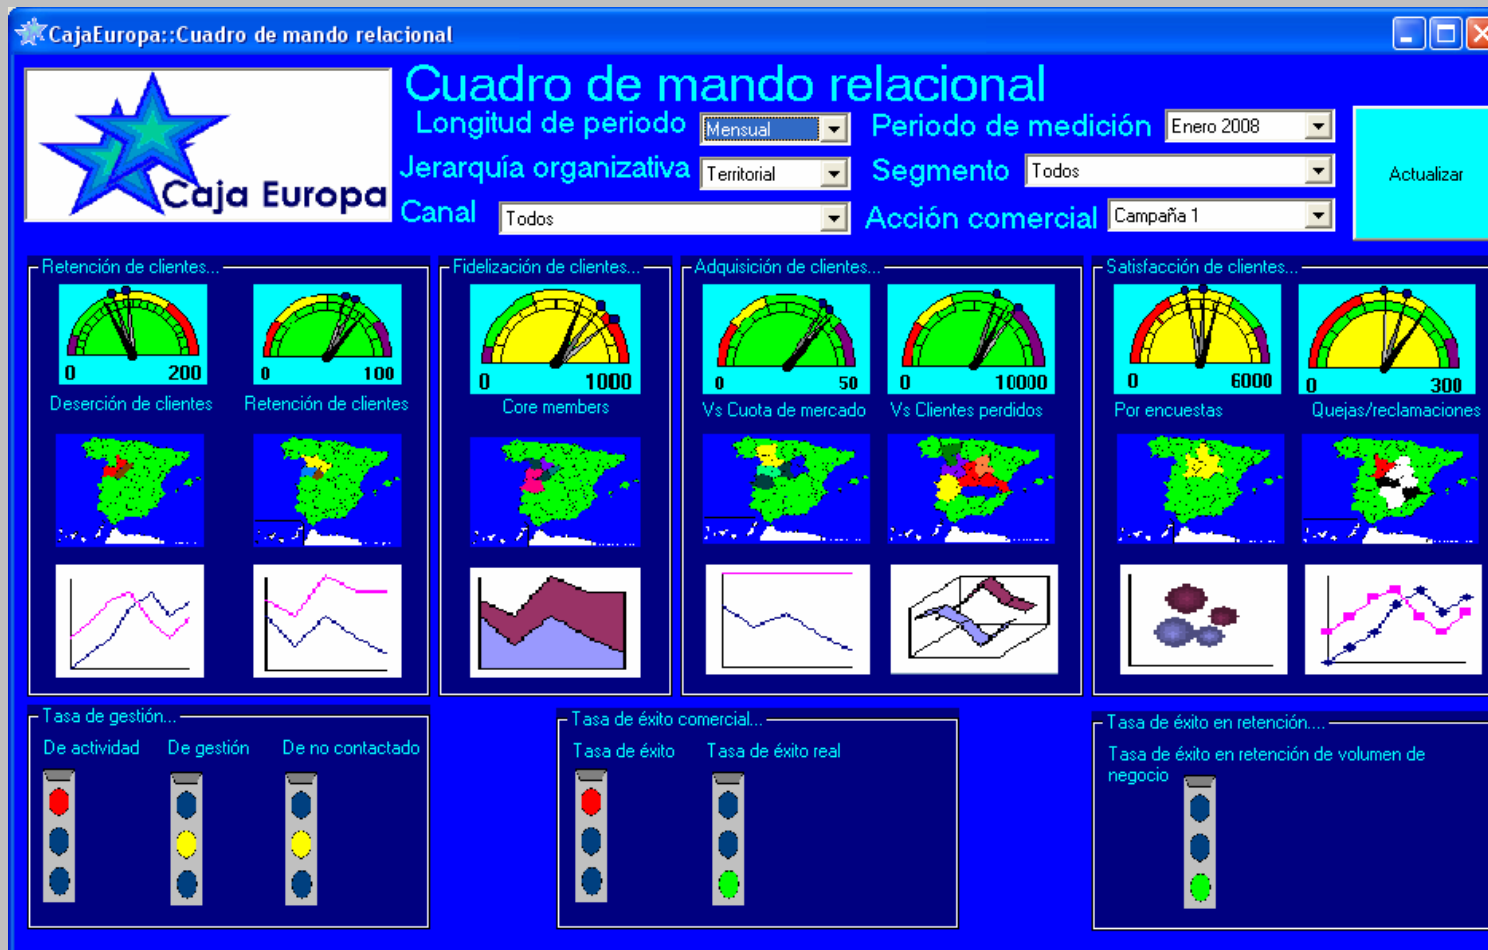 CajaEuropa::Cuadro de mando relacional
Caja Europa
Cuadro de mando relacional
Longitud de periodo Mensual Periodo de medición Enero 2008
Jerarquía organizativa Territorial Segmento Todos
Canal Todos Acción comercial Campaña 1
Actualizar
Retención de clientes...
0 200
Deserción de clientes
0 100
Retención de clientes
Fidelización de clientes...
0 1000
Core members
Adquisición de clientes...
0 50
Vs Cuota de mercado
0 10000
Vs Clientes perdidos
Satisfacción de clientes...
0 6000
Por encuestas
0 300
Quejas/reclamaciones
Tasa de gestión...
De actividad De gestión De no contactado
Tasa de éxito comercial...
Tasa de éxito Tasa de éxito real
Tasa de éxito en retención....
Tasa de éxito en retención de volumen de
negocio